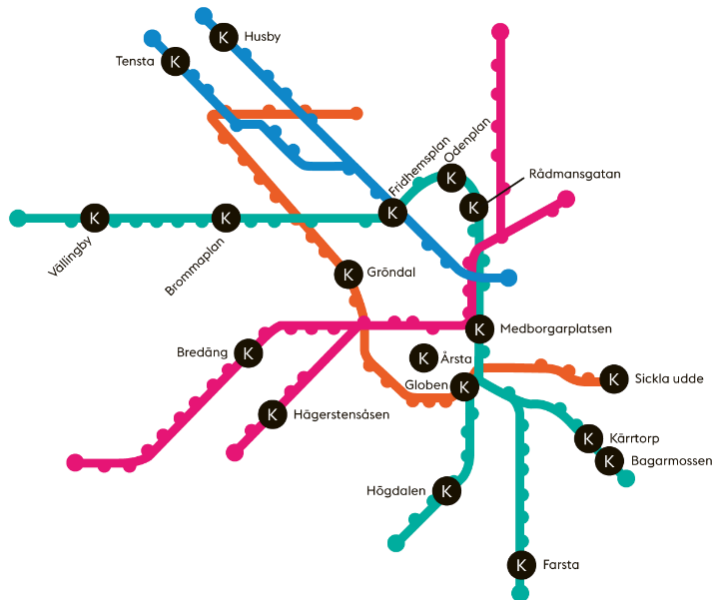 K Husby
Tensta K
Fridhemsplan
Odenplan
K
Rådmansgatan
K
K
K
K
Vällingby
Brommaplan
K Gröndal
K Medborgarplatsen
Bredäng K
K Årsta
Globen K
K Sickla udde
K Hägerstensåsen
K Kärrtorp
K Bagarmossen
Högdalen K
K Farsta